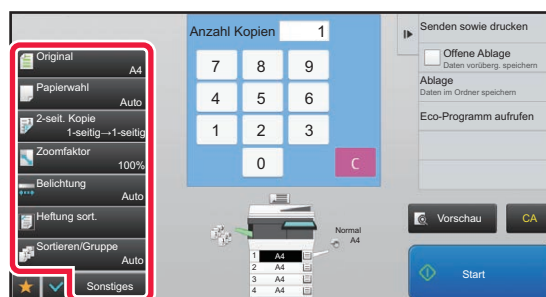 Original
A4
Papierwahl
Auto
2-seit. Kopie
1-seitig→1-seitig
Zoomfaktor
100%
Belichtung
Auto
Heftung sort.
Sortieren/Gruppe
Auto
Sonstiges
Anzahl Kopien 1
7 8 9
4 5 6
1 2 3
0 C
Normal
A4
1 A4
2 A4
3 A4
4 A4
Senden sowie drucken
Offene Ablage
Daten vorüberg. speichern
Ablage
Daten im Ordner speichern
Eco-Programm aufrufen
Vorschau CA
Start